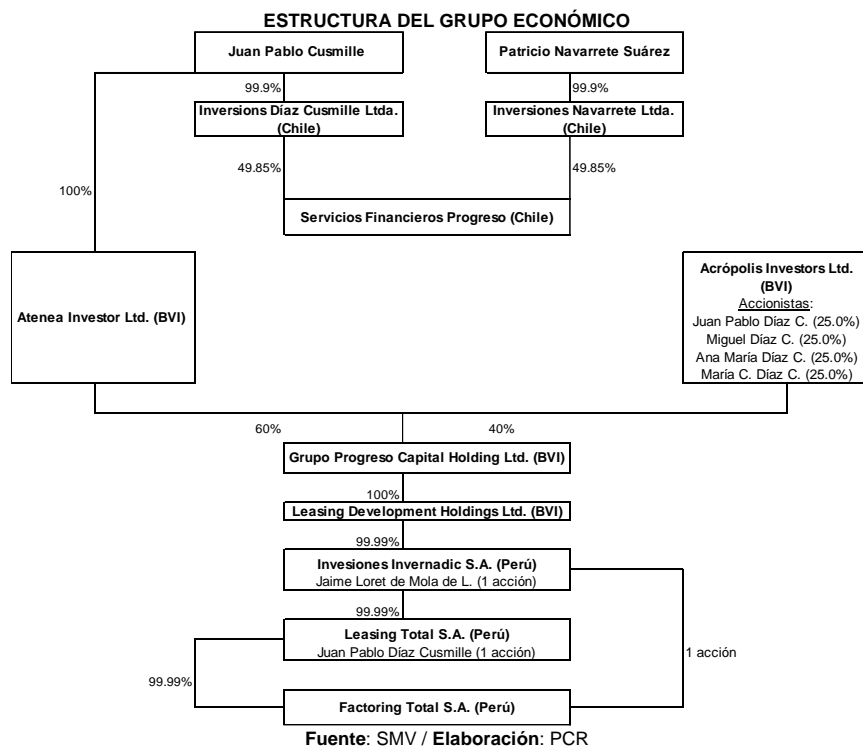 ESTRUCTURA DEL GRUPO ECONÓMICO
Juan Pablo Cusmille
Patricio Navarrete Suárez
99.9%
99.9%
Inversions Díaz Cusmille Ltda.
(Chile)
Inversiones Navarrete Ltda.
(Chile)
49.85%
49.85%
100%
Servicios Financieros Progreso (Chile)
Atenea Investor Ltd. (BVI)
Acrópolis Investors Ltd.
(BVI)
Accionistas:
Juan Pablo Díaz C. (25.0%)
Miguel Díaz C. (25.0%)
Ana María Díaz C. (25.0%)
María C. Díaz C. (25.0%)
60%
40%
Grupo Progreso Capital Holding Ltd. (BVI)
100%
Leasing Development Holdings Ltd. (BVI)
99.99%
Invesiones Invernadic S.A. (Perú)
Jaime Loret de Mola de L. (1 acción)
99.99%
Leasing Total S.A. (Perú)
Juan Pablo Díaz Cusmille (1 acción)
1 acción
99.99%
Factoring Total S.A. (Perú)
Fuente: SMV / Elaboración: PCR